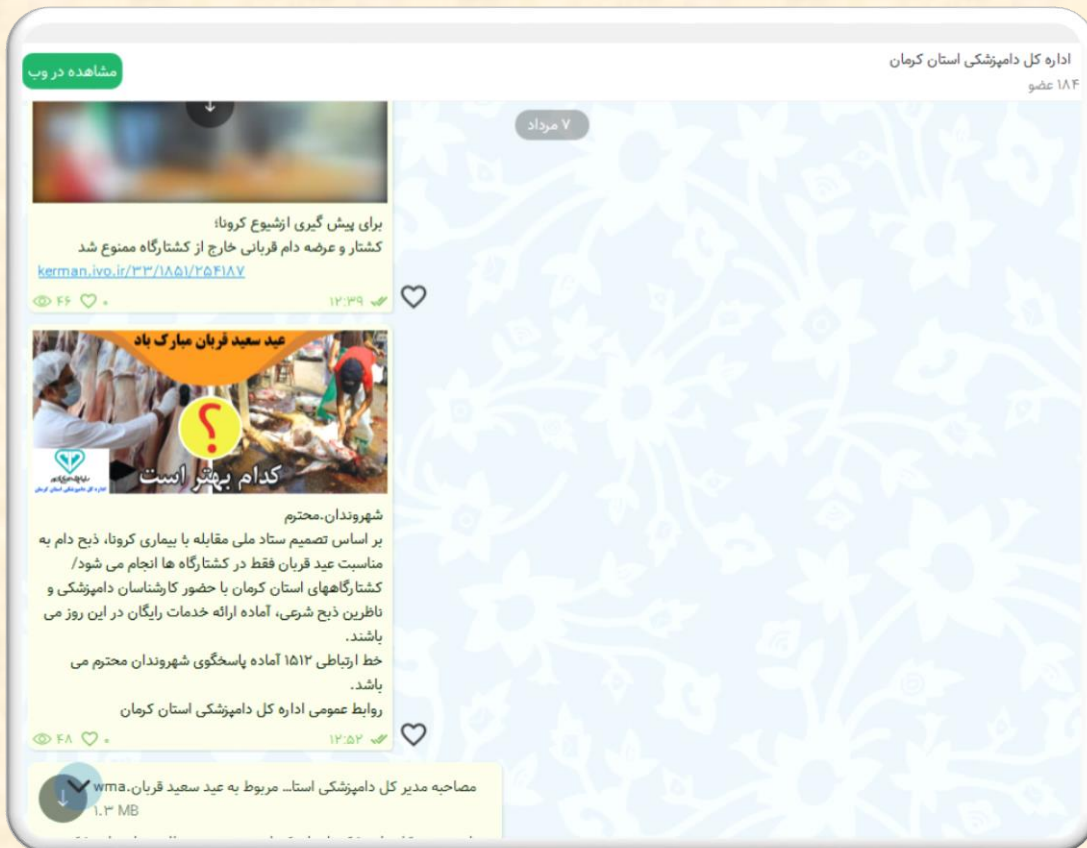 اداره کل دامپزشکی استان کرمان
۱۸۴ عضو
مشاهده در وب
۷ مرداد
برای پیش گیری ازشیوع کرونا؛
کشتار و عرضه دام قربانی خارج از کشتارگاه ممنوع شد
kerman.ivo.ir/۳۳/۱۸۵۱/۲۵۴۱۸۷
۴۶ ۰ ۱۲:۳۹
عید سعید قربان مبارک باد
؟
کدام بهتر است
اداره کل دامپزشکی استان کرمان
شهروندان.محترم
بر اساس تصمیم ستاد ملی مقابله با بیماری کرونا، ذبح دام به
مناسبت عید قربان فقط در کشتارگاه ها انجام می شود/
کشتارگاههای استان کرمان با حضور کارشناسان دامپزشکی و
ناظرین ذبح شرعی، آماده ارائه خدمات رایگان در این روز می
باشند.
خط ارتباطی ۱۵۱۲ آماده پاسخگوی شهروندان محترم می
باشد.
روابط عمومی اداره کل دامپزشکی استان کرمان
۴۸ ۰ ۱۲:۵۲
مصاحبه مدیر کل دامپزشکی استا... مربوط به عید سعید قربان.wma
۱.۳ MB